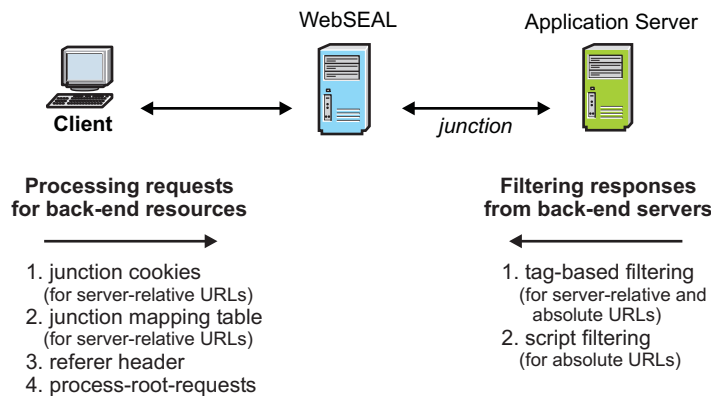 WebSEAL
Application Server
Client
junction
Processing requests
for back-end resources
1. junction cookies
(for server-relative URLs)
2. junction mapping table
(for server-relative URLs)
3. referer header
4. process-root-requests
Filtering responses
from back-end servers
1. tag-based filtering
(for server-relative and
absolute URLs)
2. script filtering
(for absolute URLs)